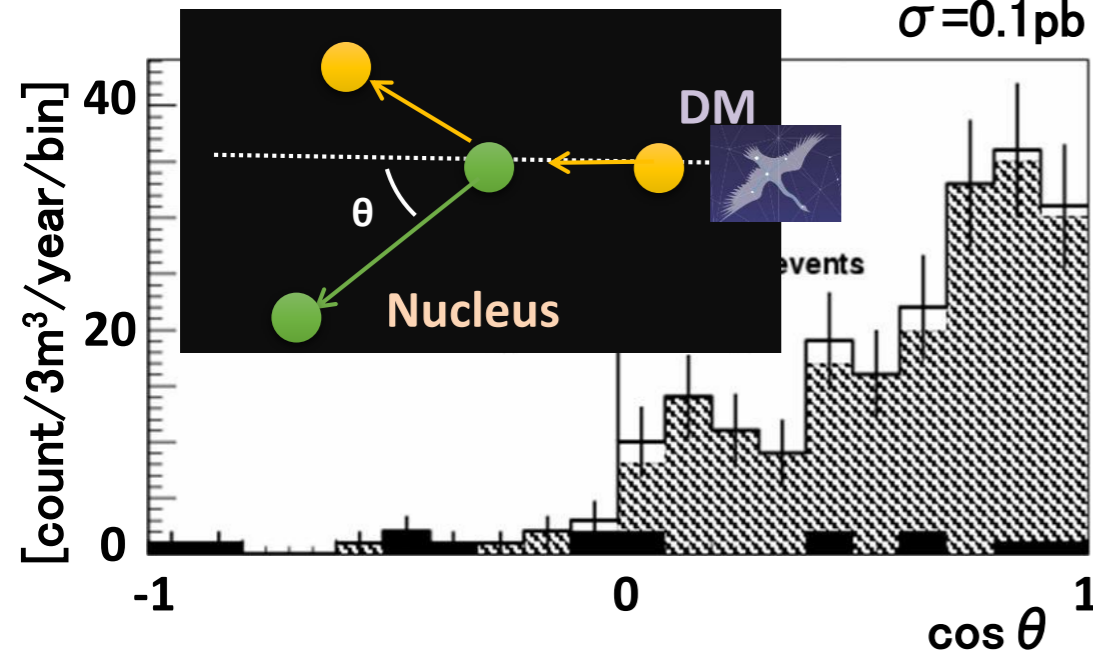 σ=0.1pb
[count/3m³/year/bin]
40
20
0
DM
θ
Nucleus
events
-1
0
1
cos θ